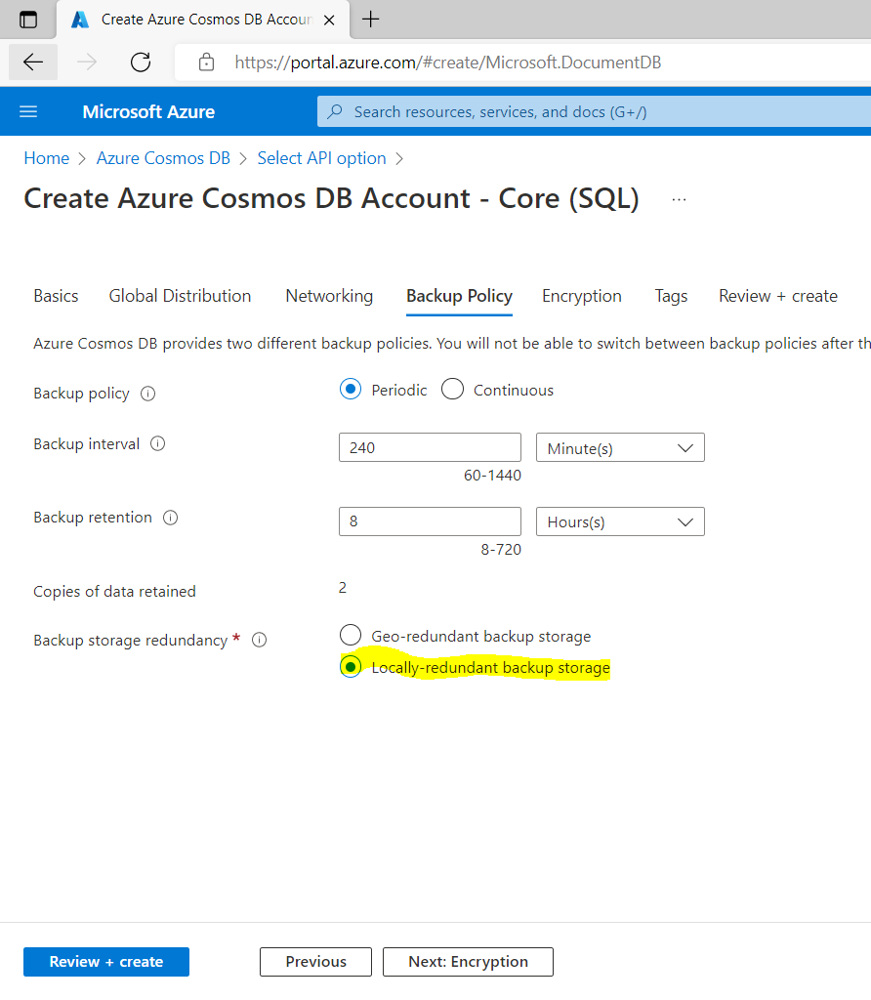 Create Azure Cosmos DB Accoun
https://portal.azure.com/#create/Microsoft.DocumentDB
Microsoft Azure
Search resources, services, and docs (G+/)
Home > Azure Cosmos DB > Select API option >
Create Azure Cosmos DB Account - Core (SQL) ...
Basics Global Distribution Networking Backup Policy Encryption Tags Review + create
Azure Cosmos DB provides two different backup policies. You will not be able to switch between backup policies after th
Backup policy Periodic Continuous
Backup interval 240 Minute(s)
60-1440
Backup retention 8 Hours(s)
8-720
Copies of data retained 2
Backup storage redundancy * Geo-redundant backup storage
Locally-redundant backup storage
Review + create Previous Next: Encryption